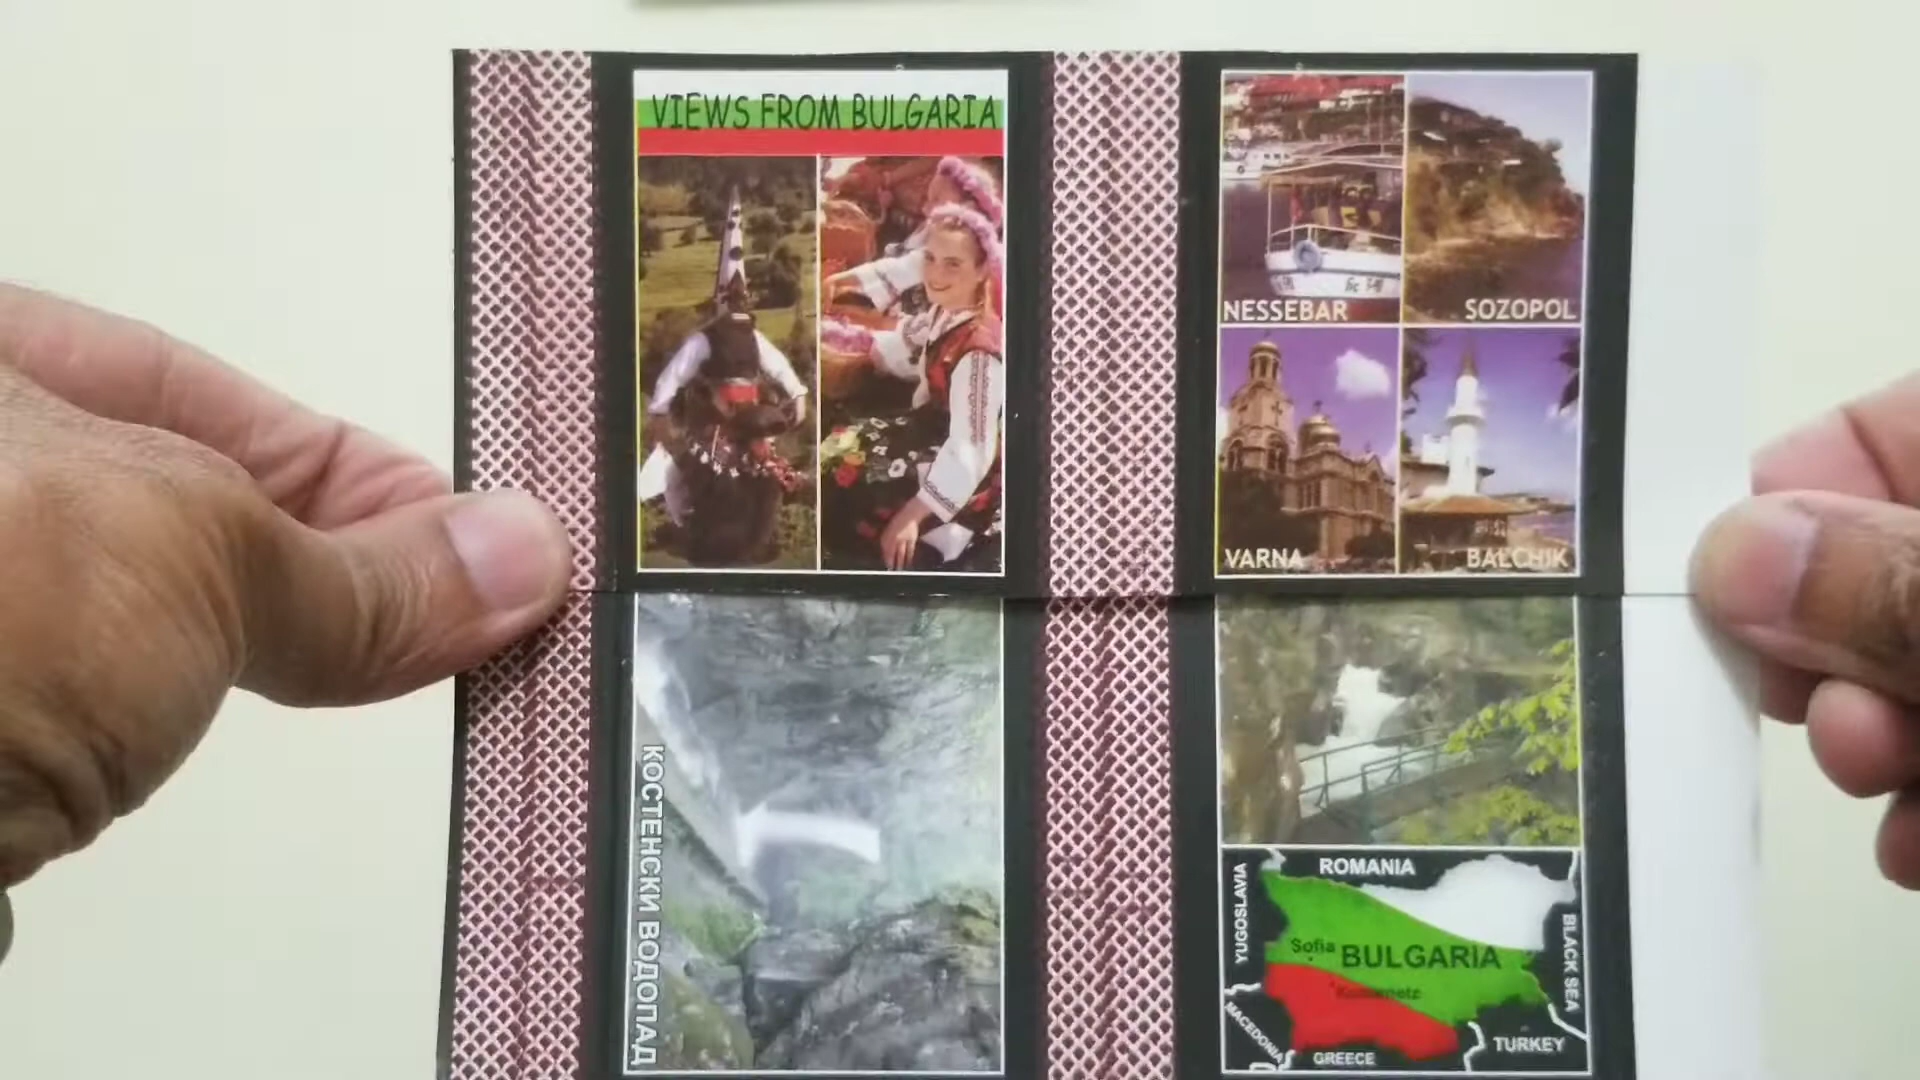 VIEWS FROM BULGARIA
NESSEBAR
SOZOPOL
VARNA
BALCHIK
КОСТЕНСКИ ВОДОПАД
ROMANIA
YUGOSLAVIA
Sofia
BULGARIA
BLACK SEA
MACEDONIA
GREECE
TURKEY